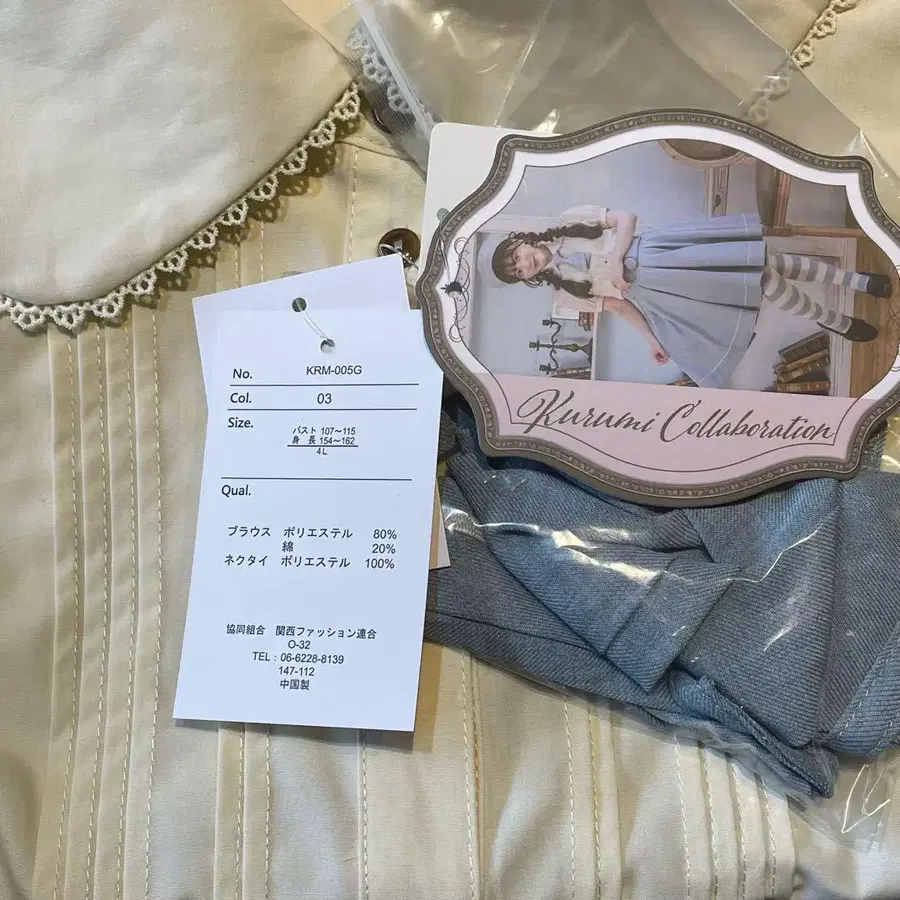 No. KRM-005G
Col. 03
Size. バスト 107～115
身 長 154～162
4L
Qual.
ブラウス ポリエステル 80%
綿 20%
ネクタイ ポリエステル 100%
協同組合 関西ファッション連合
O-32
TEL：06-6228-8139
147-112
中国製
Kurumi Collaboration